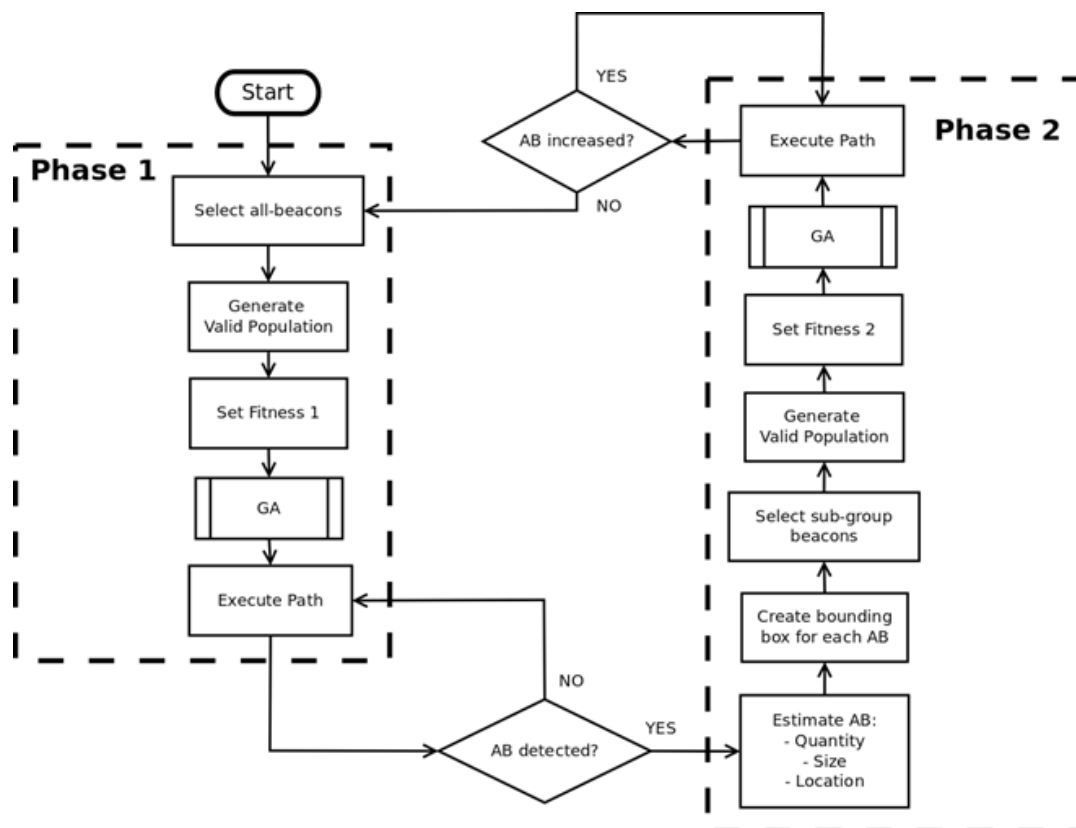 Start
Phase 1
Select all-beacons
Generate
Valid Population
Set Fitness 1
GA
Execute Path
AB detected?
NO
YES
Phase 2
Estimate AB:
- Quantity
- Size
- Location
Create bounding
box for each AB
Select sub-group
beacons
Generate
Valid Population
Set Fitness 2
GA
Execute Path
AB increased?
YES
NO